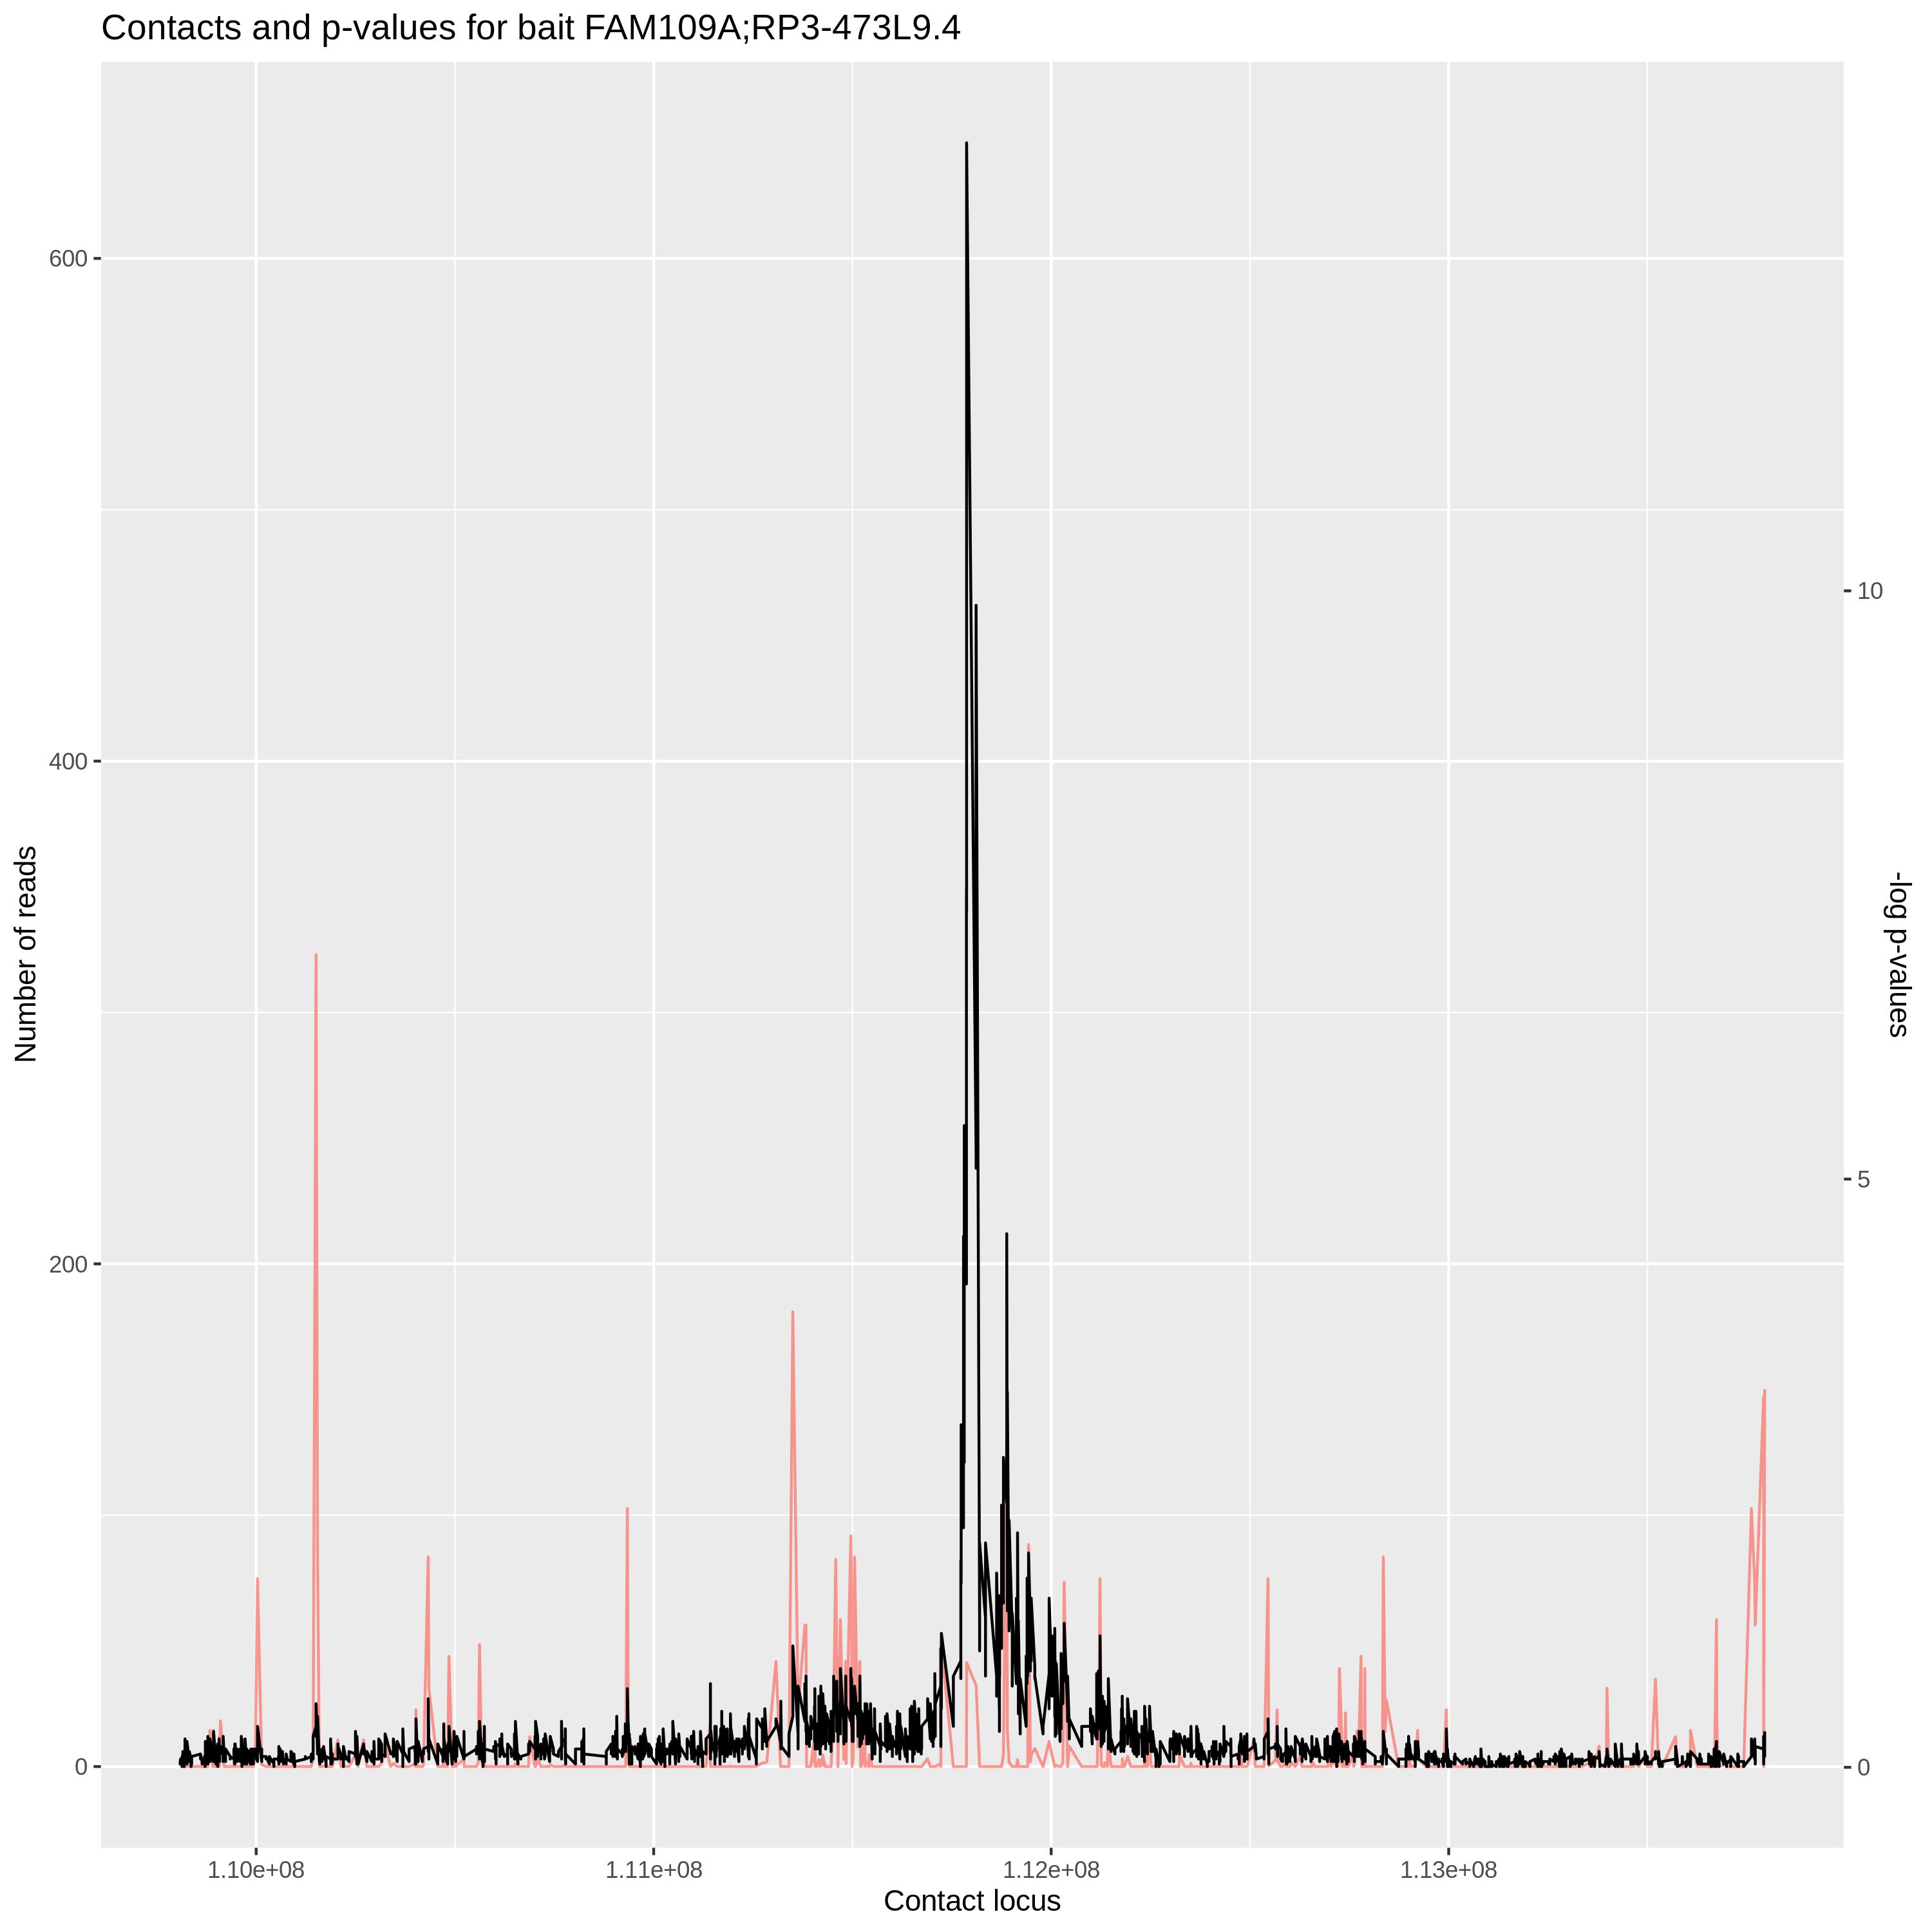 Contacts and p-values for bait FAM109A;RP3-473L9.4
600
400
200
0
Number of reads
10
5
0
-log p-values
1.10e+08
1.11e+08
1.12e+08
1.13e+08
Contact locus